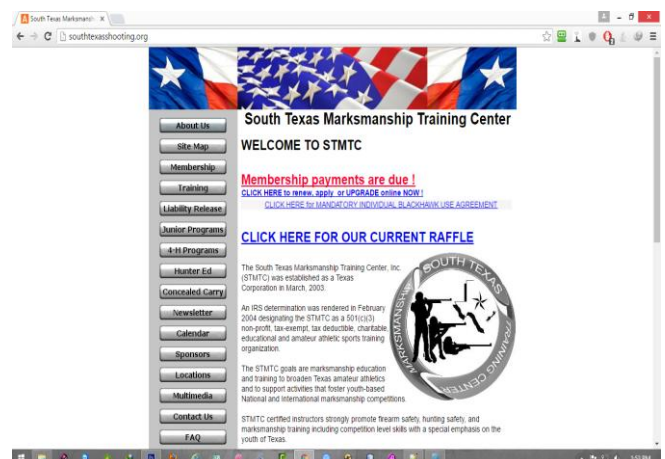 South Texas Marksmanshi
southtexasshooting.org
South Texas Marksmanship Training Center
WELCOME TO STMTC
Membership payments are due !
CLICK HERE to renew, apply or UPGRADE online NOW !
CLICK HERE for MANDATORY INDIVIDUAL BLACKHAWK USE AGREEMENT
CLICK HERE FOR OUR CURRENT RAFFLE
About Us
Site Map
Membership
Training
Liability Release
Junior Programs
4-H Programs
Hunter Ed
Concealed Carry
Newsletter
Calendar
Sponsors
Locations
Multimedia
Contact Us
FAQ
The South Texas Marksmanship Training Center, Inc.
(STMTC) was established as a Texas
Corporation in March, 2003.
An IRS determination was rendered in February
2004 designating the STMTC as a 501(c)(3)
non-profit, tax-exempt, tax deductible, charitable,
educational and amateur athletic sports training
organization.
The STMTC goals are marksmanship education
and training to broaden Texas amateur athletics
and to support activities that foster youth-based
National and International marksmanship competitions.
STMTC certified instructors strongly promote firearm safety, hunting safety, and
marksmanship training including competition level skills with a special emphasis on the
youth of Texas.
SOUTH TEXAS
MARKSMANSHIP
TRAINING CENTER